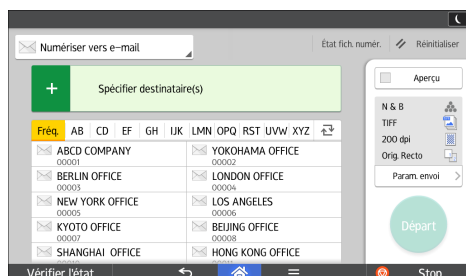 Numériser vers e-mail
État fich. numér.
Réinitialiser
+ Spécifier destinataire(s)
Aperçu
Fréq. AB CD EF GH IJK LMN OPQ RST UVW XYZ
ABCD COMPANY
00001
YOKOHAMA OFFICE
00002
BERLIN OFFICE
00003
LONDON OFFICE
00004
NEW YORK OFFICE
00005
LOS ANGELES
00006
KYOTO OFFICE
00007
BEIJING OFFICE
00008
SHANGHAI OFFICE
HONG KONG OFFICE
N & B
TIFF
200 dpi
Orig. Recto
Param. envoi
Départ
Vérifier l'état
Stop